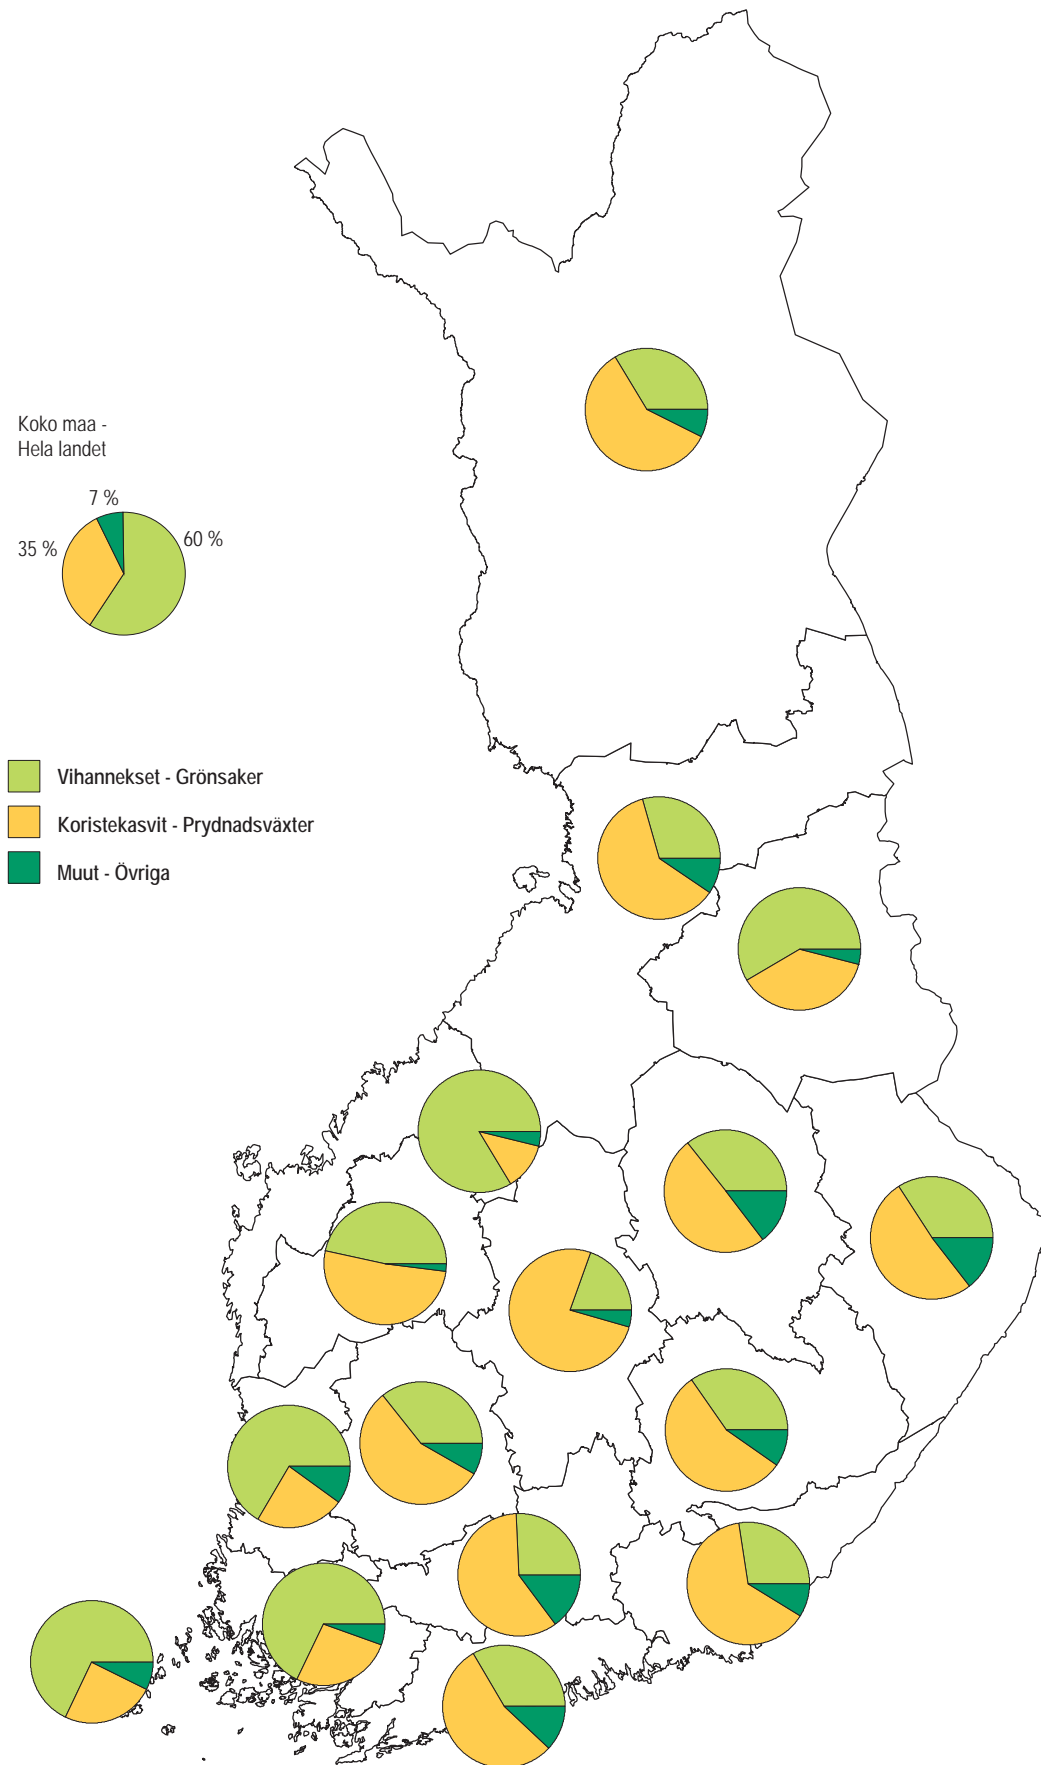 Koko maa -
Hela landet
7 %
35 %
60 %
Vihannekset - Grönsaker
Koristekasvit - Prydnadsväxter
Muut - Övriga